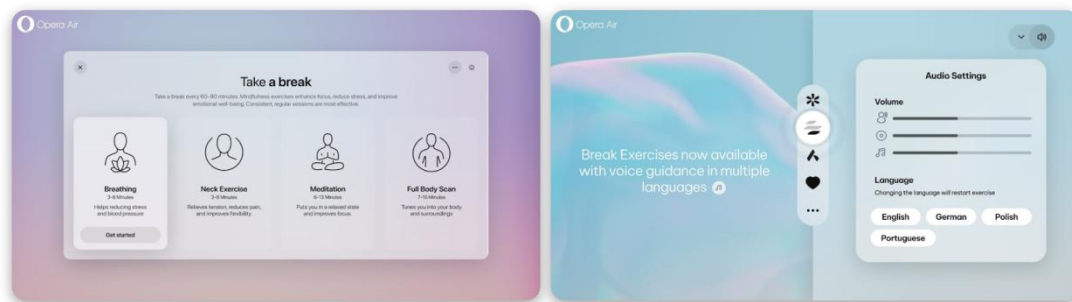 Opera Air
Take a break
Take a break every 60-90 minutes. Mindfulness exercises enhance focus, reduce stress, and improve
emotional well-being. Consistent, regular sessions are most effective.
Breathing
3-8 Minutes
Helps reducing stress
and blood pressure
Get started
Neck Exercise
3-9 Minutes
Relieves tension, reduces pain,
and improves flexibility.
Meditation
6-13 Minutes
Puts you in a relaxed state
and improves focus.
Full Body Scan
7-15 Minutes
Tunes you into your body
and surroundings
Opera Air
Break Exercises now available
with voice guidance in multiple
languages
Audio Settings
Volume
Language
Changing the language will restart exercise
English German Polish
Portuguese